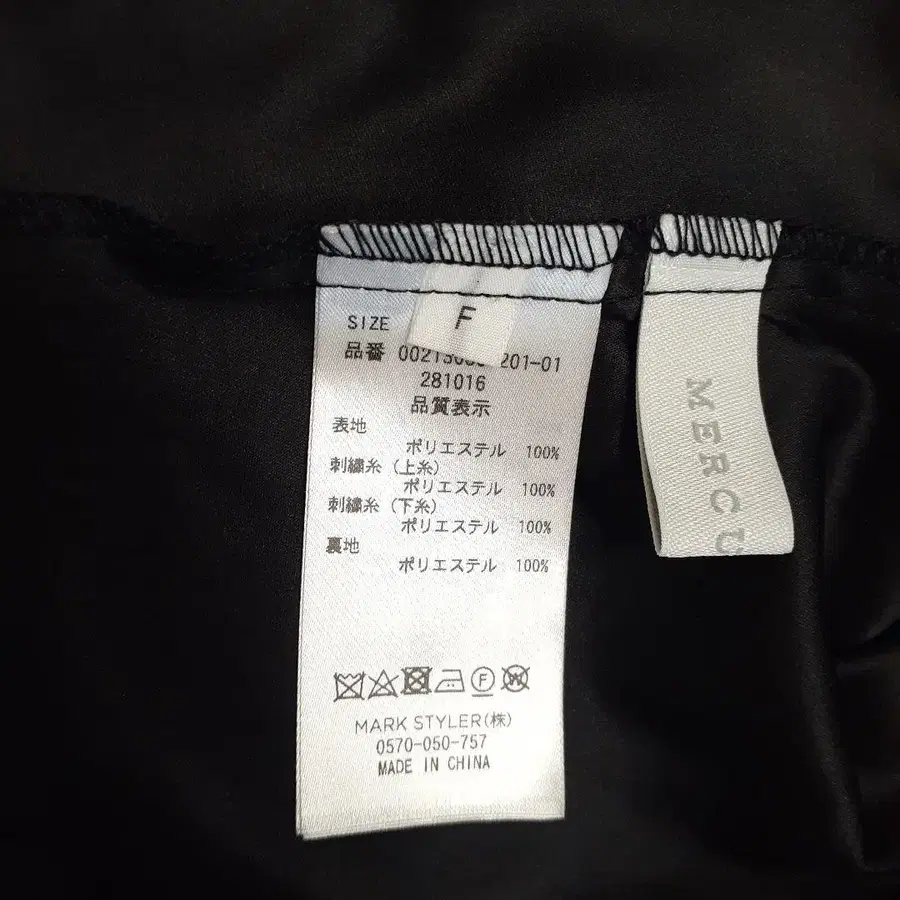 SIZE F
品番 201-01
281016
品質表示
表地
ポリエステル 100%
刺繍糸（上糸）
ポリエステル 100%
刺繍糸（下糸）
ポリエステル 100%
裏地
ポリエステル 100%
F W
MARK STYLER(株)
0570-050-757
MADE IN CHINA
MERCU